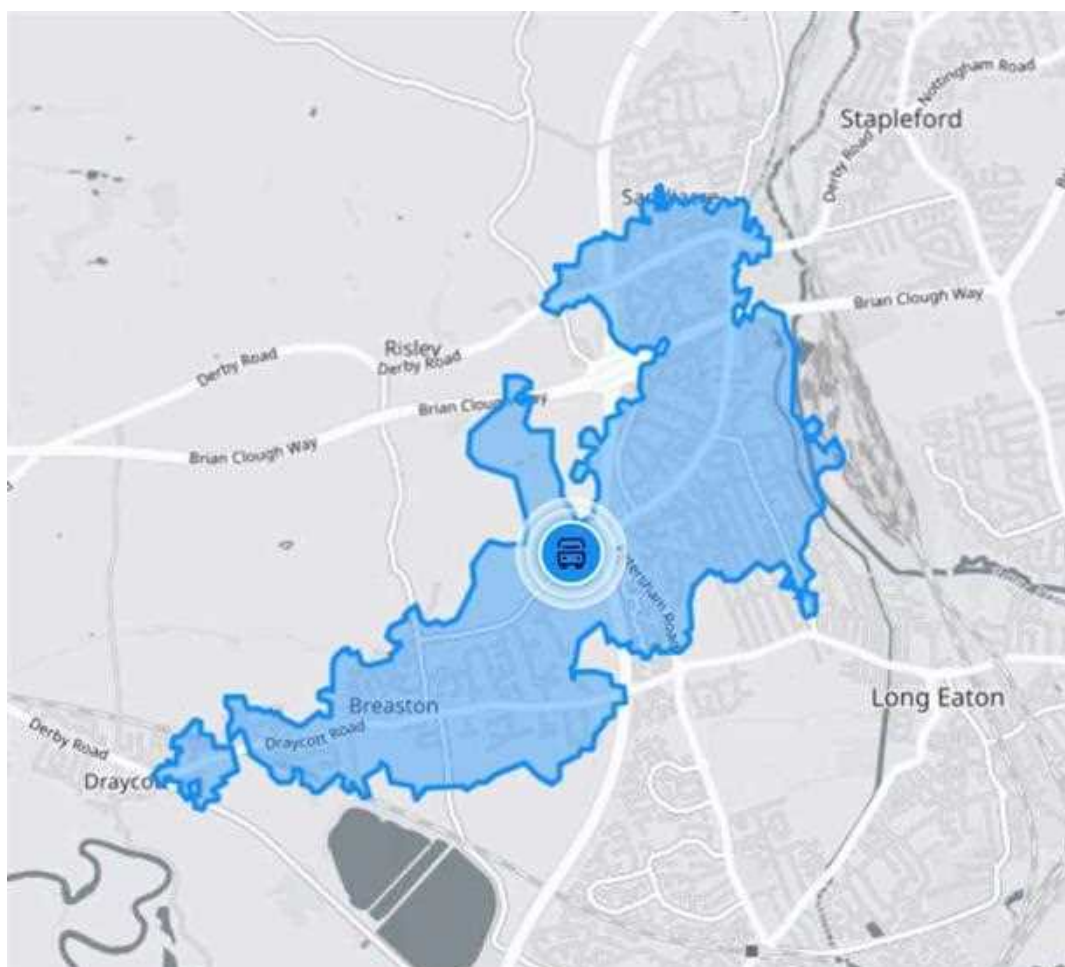 Nottingham Road
Stapleford
Derby Road
Brian Clough Way
Risley
Derby Road
Derby Road
Brian Clough
Brian Clough Way
Road
Breaston
Long Eaton
Draycott Road
Derby Road